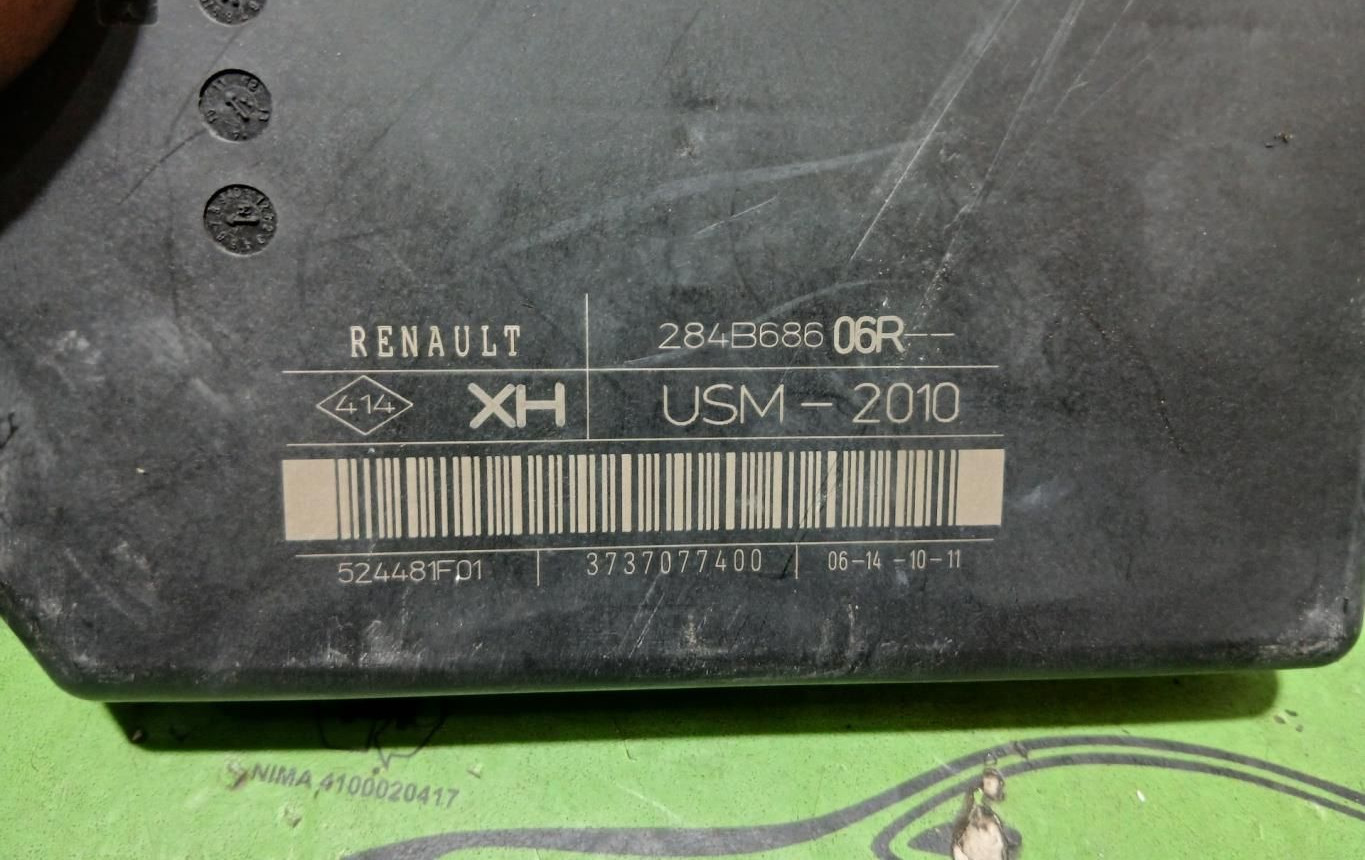 RENAULT 284B686 06R--
414 XH USM - 2010
524481F01 3737077400 06-14 -10-11
NIMA 4100020417